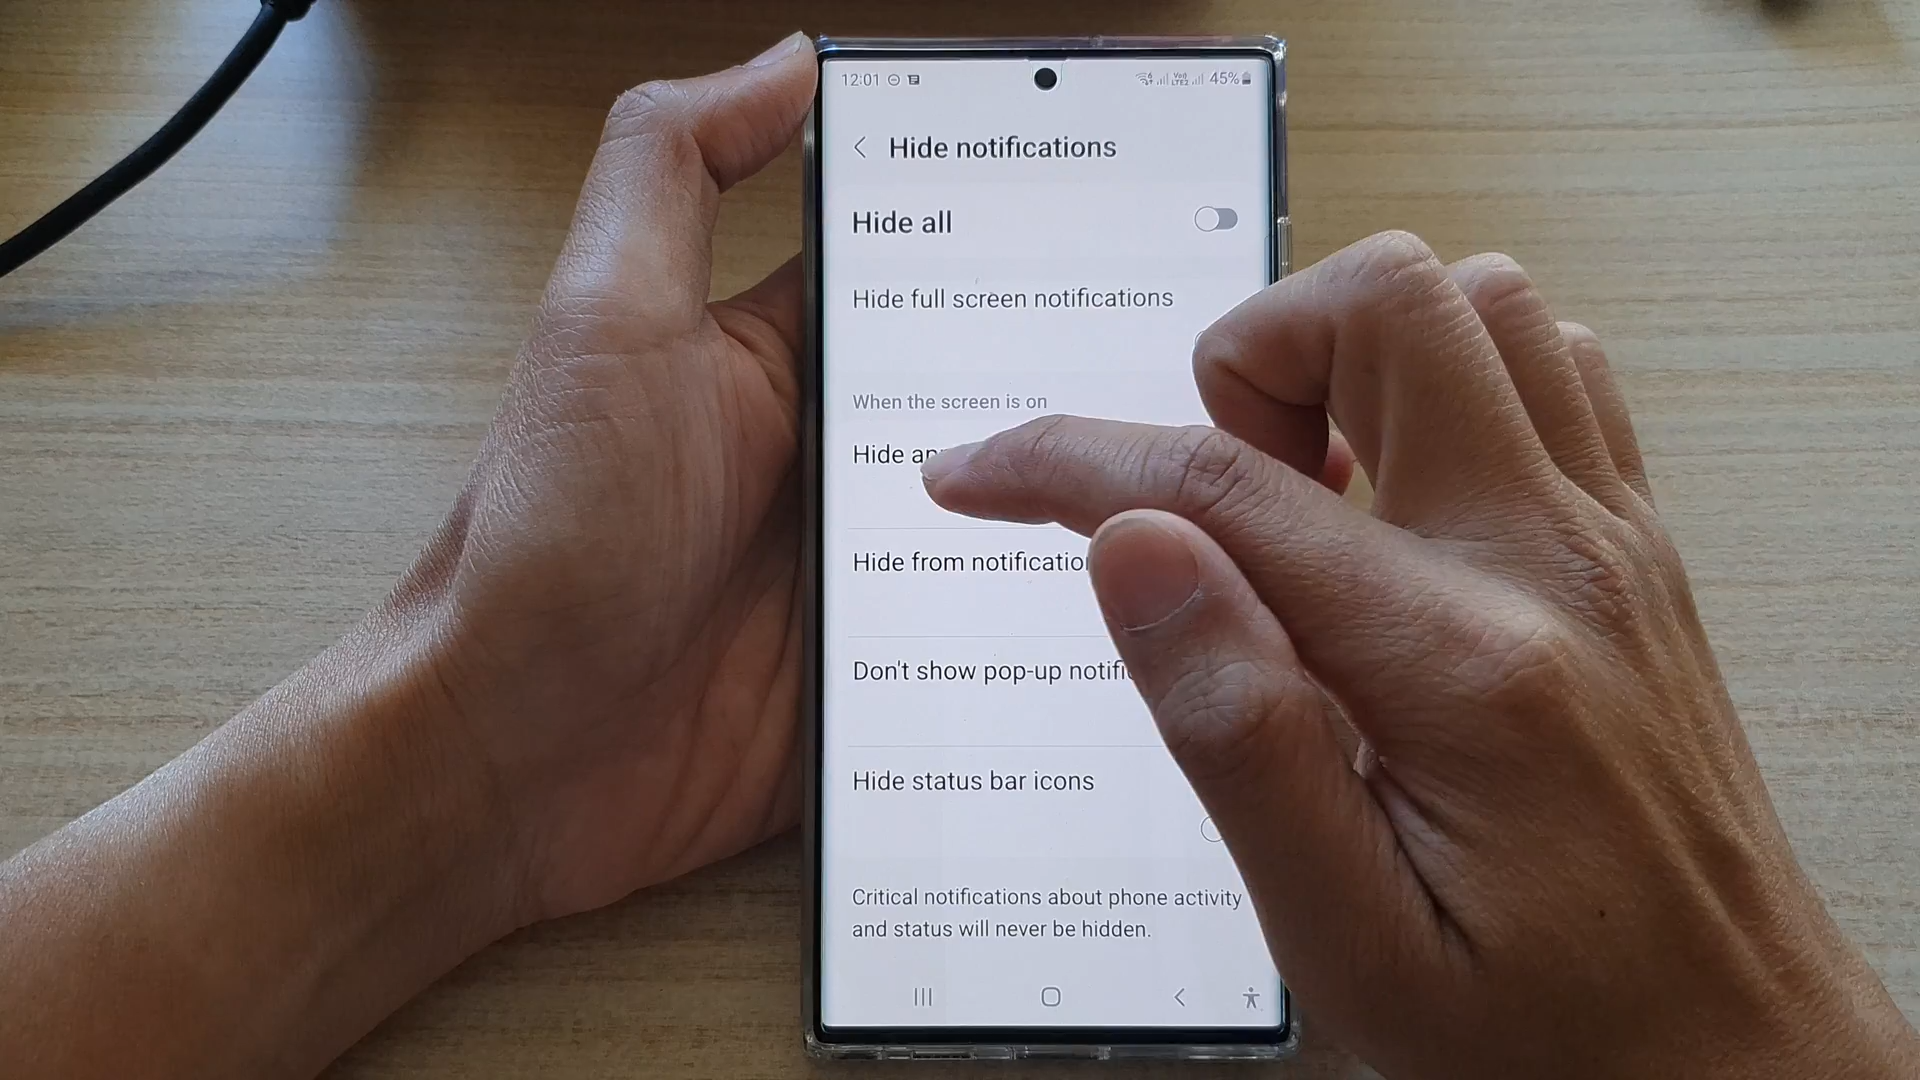 12:01 45%
Hide notifications
Hide all
Hide full screen notifications
When the screen is on
Hide
Hide from
Don't show pop-up
Hide status bar icons
Critical notifications about phone activity
and status will never be hidden.